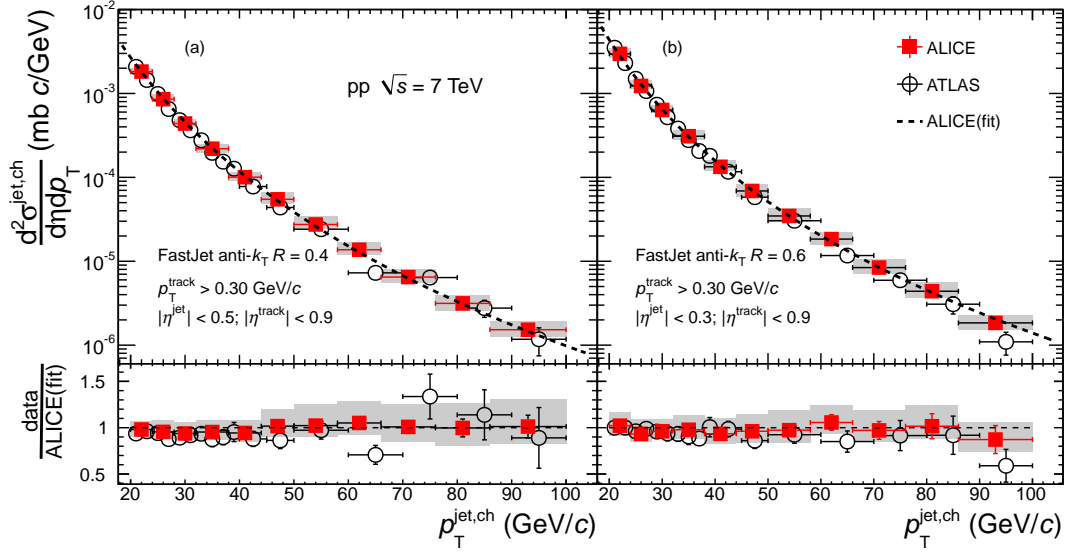 10⁻²
10⁻³
10⁻⁴
10⁻⁵
10⁻⁶
d²σ^jet,ch / dηdp_T (mb c/GeV)
(a)
pp √s = 7 TeV
FastJet anti-k_T R = 0.4
p_T^track > 0.30 GeV/c
|η^jet| < 0.5; |η^track| < 0.9
(b)
ALICE
ATLAS
ALICE(fit)
FastJet anti-k_T R = 0.6
p_T^track > 0.30 GeV/c
|η^jet| < 0.3; |η^track| < 0.9
data / ALICE(fit)
1.5
1
0.5
20 30 40 50 60 70 80 90 100
20 30 40 50 60 70 80 90 100
p_T^jet,ch (GeV/c)
p_T^jet,ch (GeV/c)